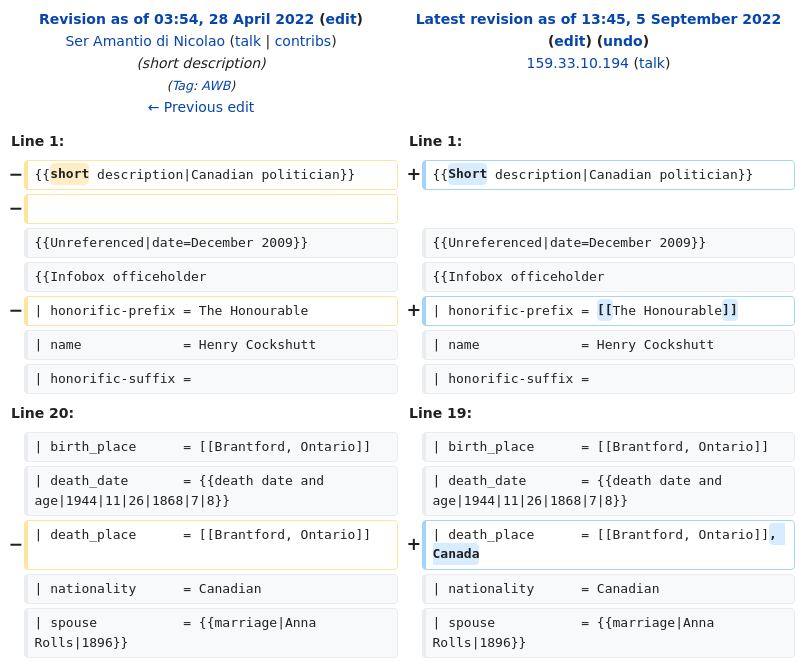 Revision as of 03:54, 28 April 2022 (edit)
Ser Amantio di Nicolao (talk | contribs)
(short description)
(Tag: AWB)
← Previous edit
Latest revision as of 13:45, 5 September 2022
(edit) (undo)
159.33.10.194 (talk)
Line 1:
Line 1:
− {{short description|Canadian politician}}
+ {{Short description|Canadian politician}}
−
{{Unreferenced|date=December 2009}}
{{Unreferenced|date=December 2009}}
{{Infobox officeholder
{{Infobox officeholder
− | honorific-prefix = The Honourable
+ | honorific-prefix = [[The Honourable]]
| name             = Henry Cockshutt
| name             = Henry Cockshutt
| honorific-suffix =
| honorific-suffix =
Line 20:
Line 19:
| birth_place      = [[Brantford, Ontario]]
| birth_place      = [[Brantford, Ontario]]
| death_date       = {{death date and
age|1944|11|26|1868|7|8}}
| death_date       = {{death date and
age|1944|11|26|1868|7|8}}
− | death_place      = [[Brantford, Ontario]]
+ | death_place      = [[Brantford, Ontario]],
Canada
| nationality      = Canadian
| nationality      = Canadian
| spouse           = {{marriage|Anna
Rolls|1896}}
| spouse           = {{marriage|Anna
Rolls|1896}}